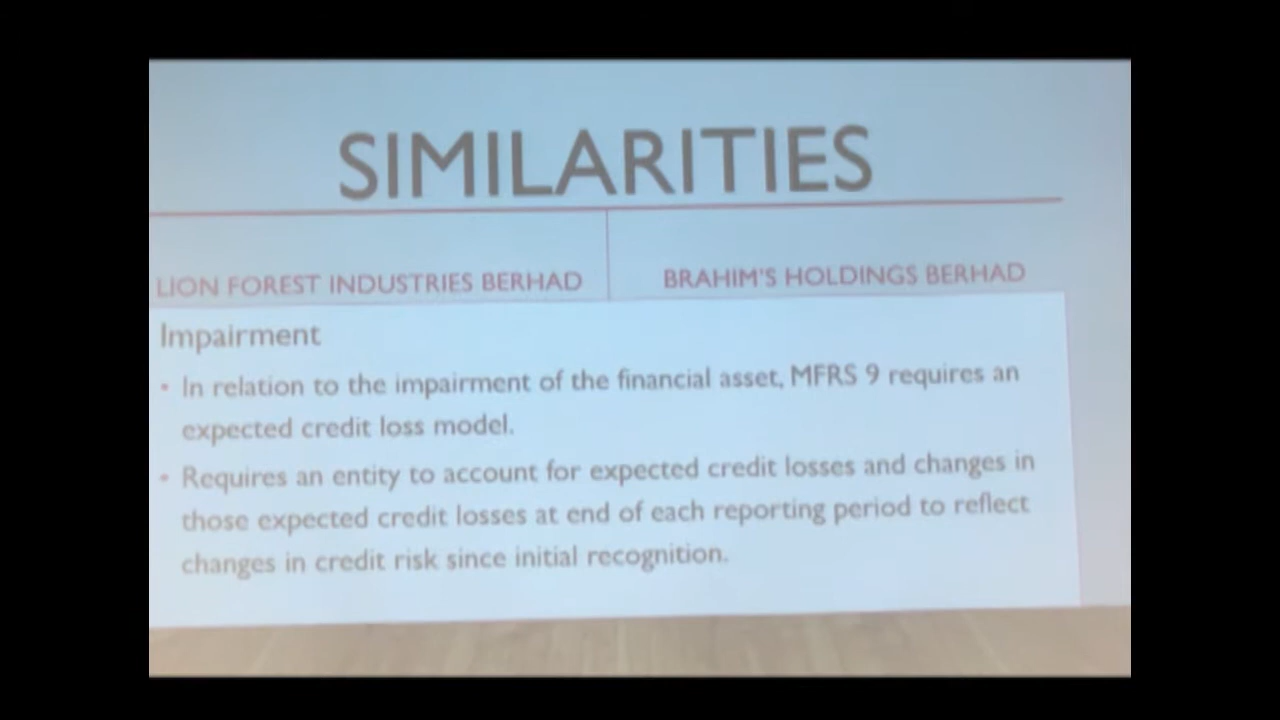 SIMILARITIES
LION FOREST INDUSTRIES BERHAD
BRAHIM'S HOLDINGS BERHAD
Impairment
• In relation to the impairment of the financial asset, MFRS 9 requires an
expected credit loss model.
• Requires an entity to account for expected credit losses and changes in
those expected credit losses at end of each reporting period to reflect
changes in credit risk since initial recognition.